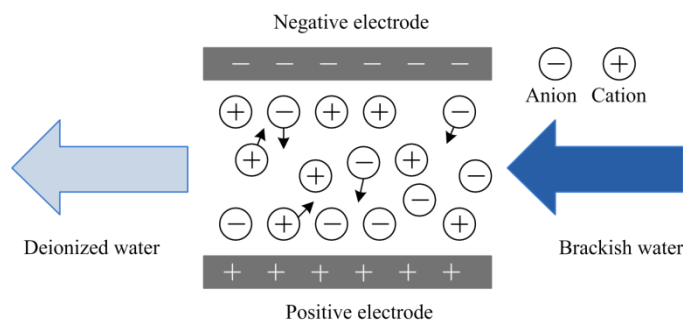 Negative electrode
Anion Cation
Deionized water
Brackish water
Positive electrode